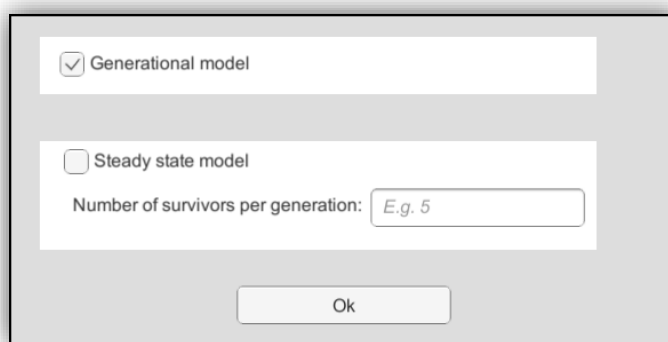 Generational model
Steady state model
Number of survivors per generation: E.g. 5
Ok